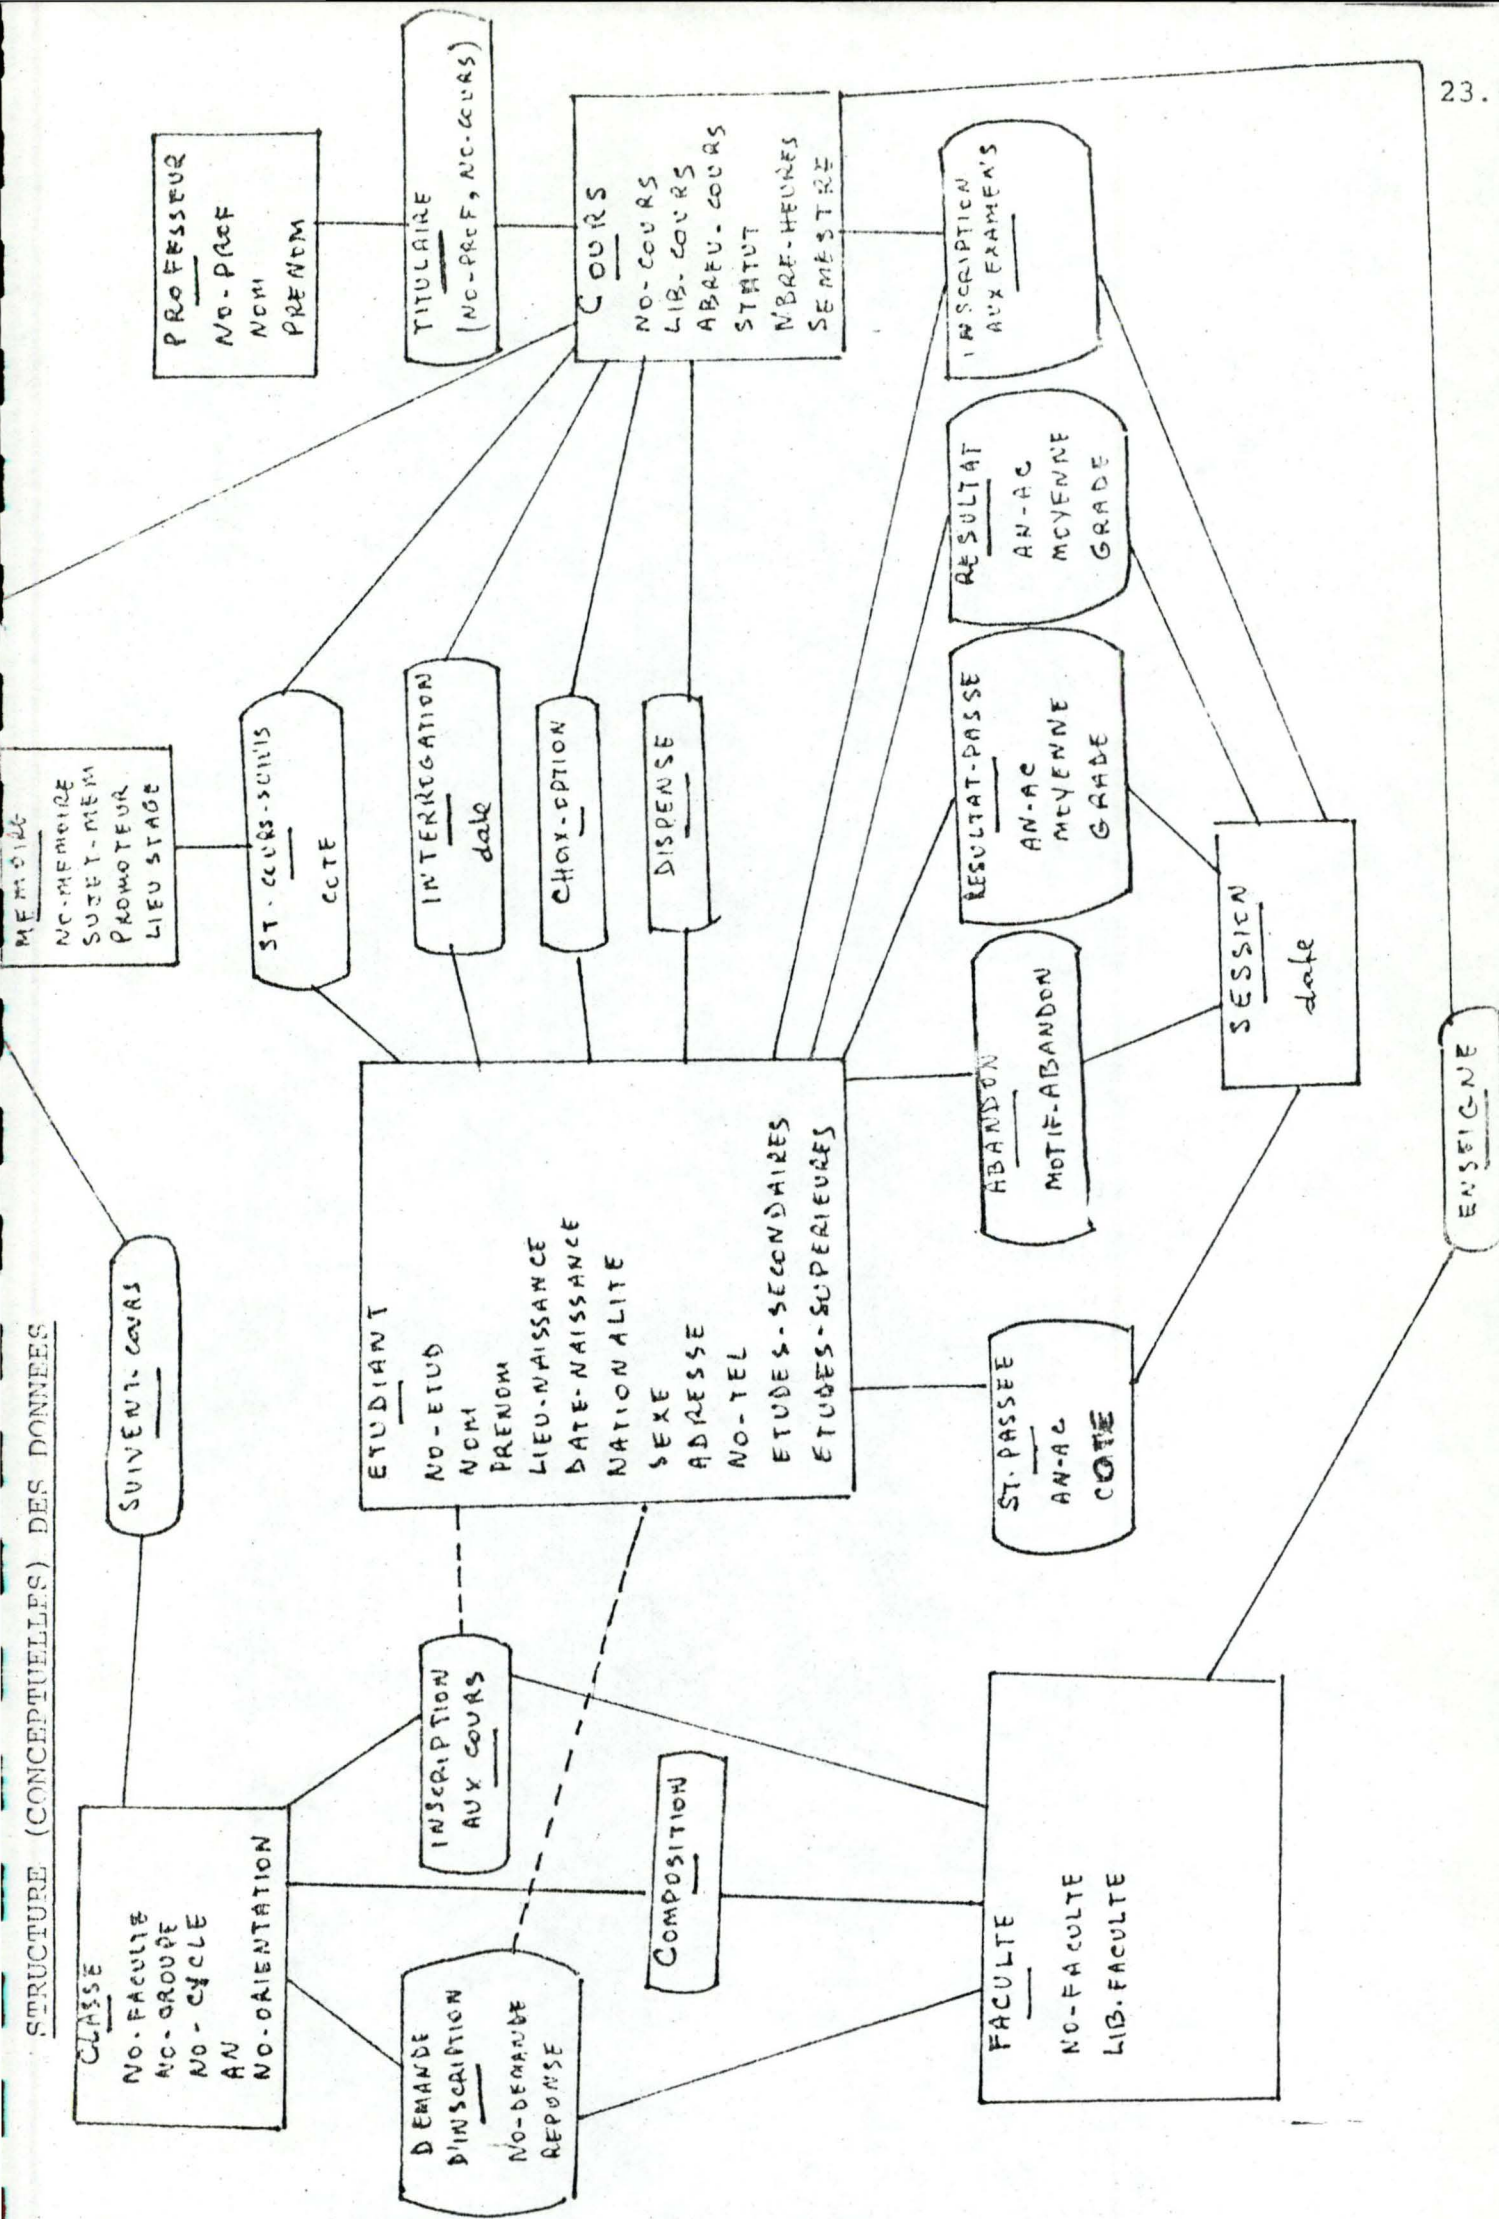 23.
STRUCTURE (CONCEPTUELLES) DES DONNEES
CLASSE
NO.FACULTE
NO-GROUPE
NO-CYCLE
AN
NO-ORIENTATION
SUIVENT-COURS
MEMOIRE
NO-MEMOIRE
SUJET-MEM
PROMOTEUR
LIEU STAGE
PROFESSEUR
NO-PROF
NOM
PRENOM
TITULAIRE
(NO-PROF, NO-COURS)
ST.COURS-SUIVIS
COTE
DEMANDE
D'INSCRIPTION
NO-DEMANDE
REPONSE
INSCRIPTION
AUX COURS
ETUDIANT
NO-ETUD
NOM
PRENOM
LIEU-NAISSANCE
DATE-NAISSANCE
NATIONALITE
SEXE
ADRESSE
NO-TEL
ETUDES-SECONDAIRES
ETUDES-SUPERIEURES
INTERROGATION
date
CHOIX-OPTION
DISPENSE
COURS
NO-COURS
LIB-COURS
ABREU-COURS
STATUT
NBRE-HEURES
SEMESTRE
COMPOSITION
FACULTE
NO-FACULTE
LIB.FACULTE
ST.PASSEE
AN-AC
COTE
ABANDON
MOTIF-ABANDON
RESULTAT-PASSE
AN-AC
MOYENNE
GRADE
RESULTAT
AN-AC
MOYENNE
GRADE
INSCRIPTION
AUX EXAMENS
SESSION
date
ENSEIGNE